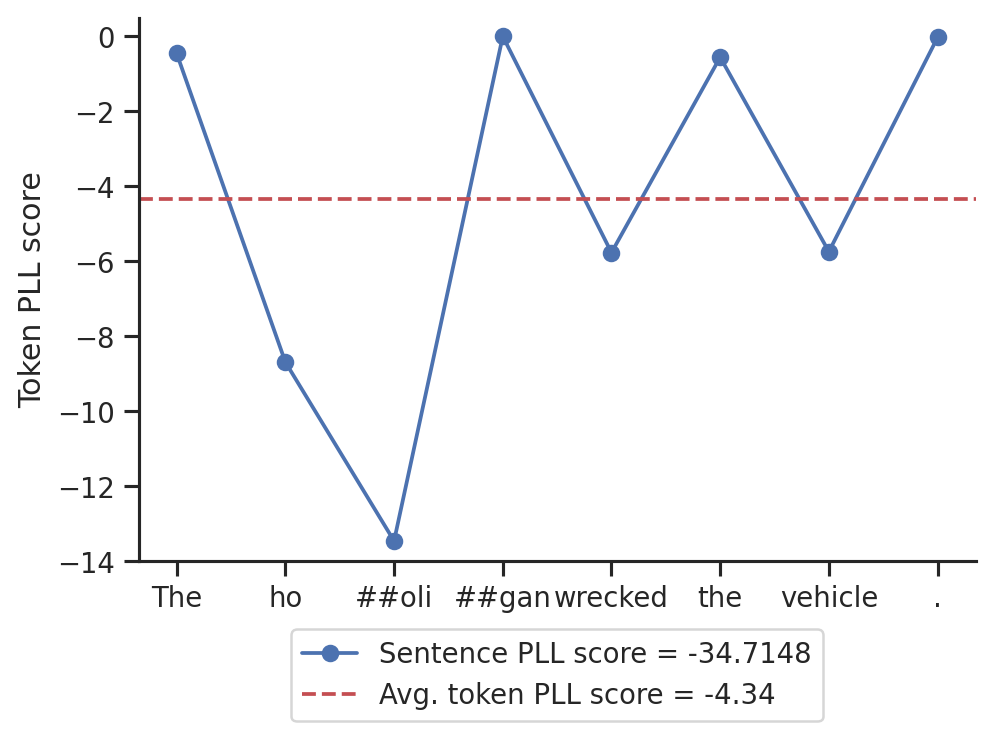 Token PLL score
0
−2
−4
−6
−8
−10
−12
−14
The ho ##oli ##gan wrecked the vehicle .
Sentence PLL score = -34.7148
Avg. token PLL score = -4.34